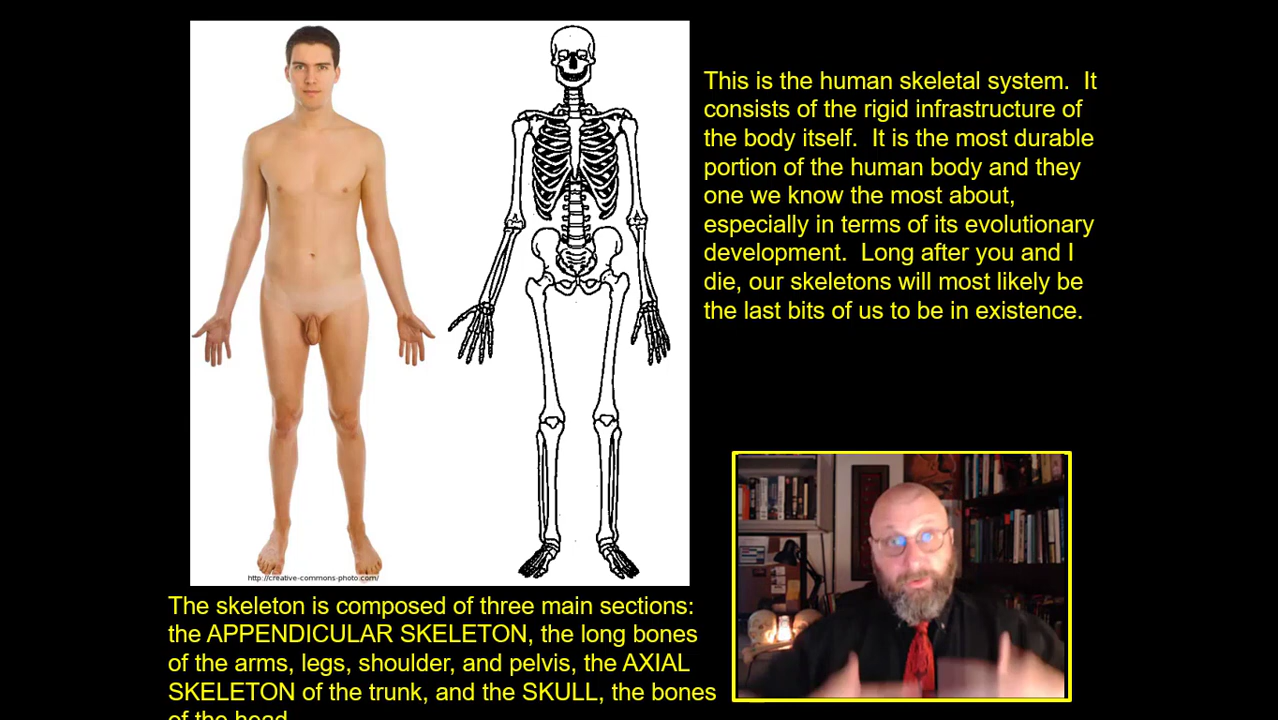 This is the human skeletal system.  It
consists of the rigid infrastructure of
the body itself.  It is the most durable
portion of the human body and they
one we know the most about,
especially in terms of its evolutionary
development.  Long after you and I
die, our skeletons will most likely be
the last bits of us to be in existence.
http://creative-commons-photo.com/
The skeleton is composed of three main sections:
the APPENDICULAR SKELETON, the long bones
of the arms, legs, shoulder, and pelvis, the AXIAL
SKELETON of the trunk, and the SKULL, the bones
of the head